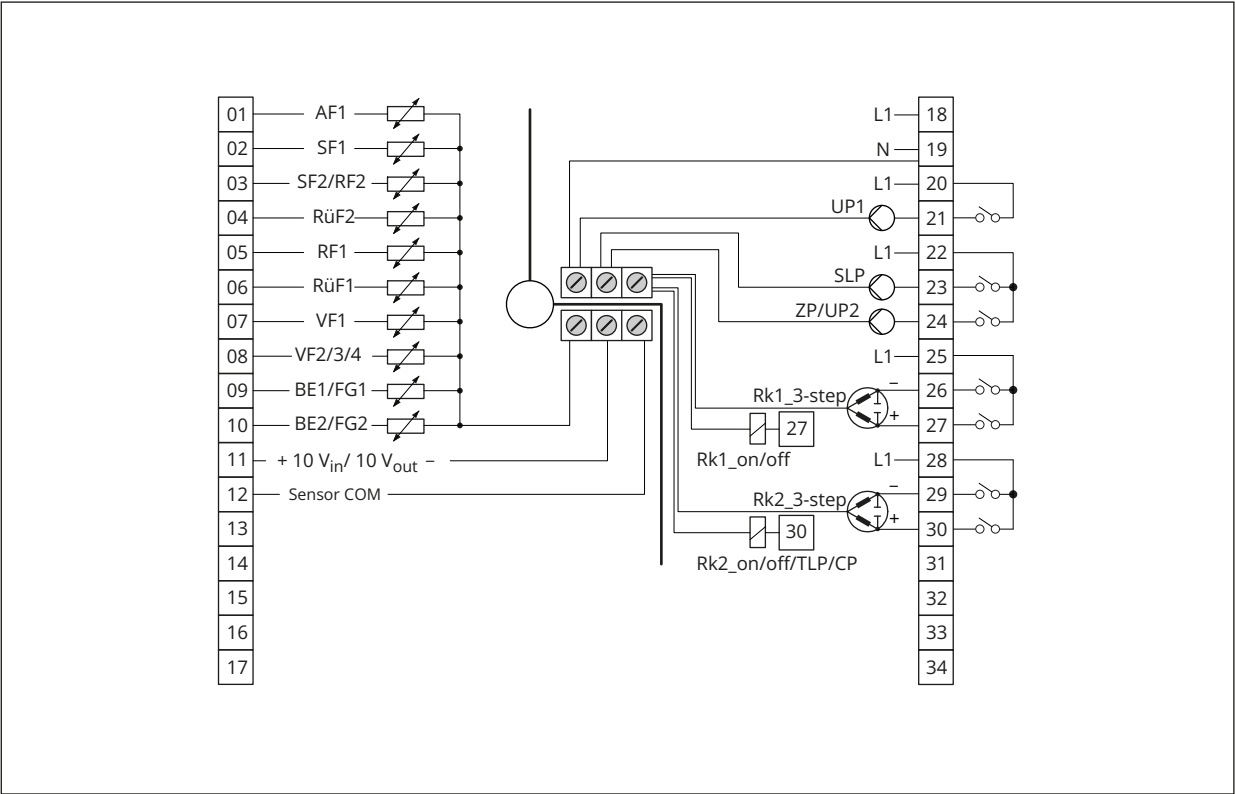 01 AF1
02 SF1
03 SF2/RF2
04 RüF2
05 RF1
06 RüF1
07 VF1
08 VF2/3/4
09 BE1/FG1
10 BE2/FG2
11 + 10 Vin/ 10 Vout −
12 Sensor COM
13
14
15
16
17
L1 18
N 19
L1 20
UP1 21
L1 22
SLP 23
ZP/UP2 24
L1 25
− 26
Rk1_3-step
+ 27
27
Rk1_on/off
L1 28
− 29
Rk2_3-step
+ 30
30
Rk2_on/off/TLP/CP
31
32
33
34